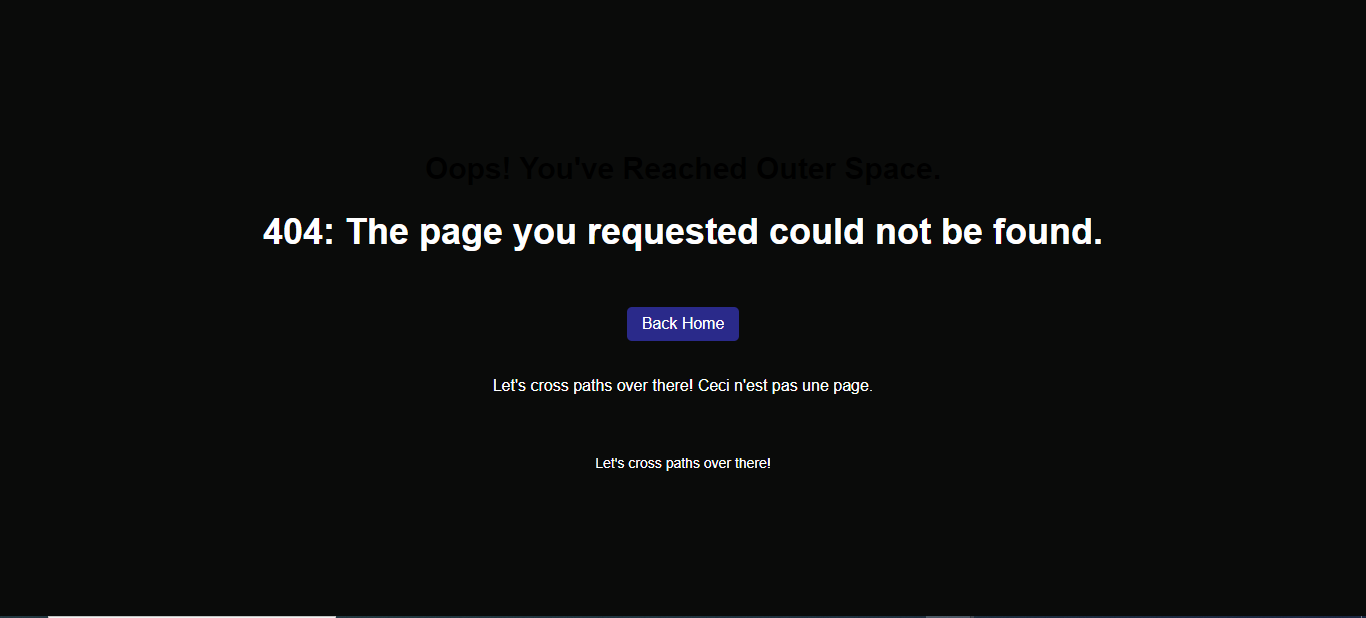 Oops! You've Reached Outer Space.
404: The page you requested could not be found.
Back Home
Let's cross paths over there! Ceci n'est pas une page.
Let's cross paths over there!